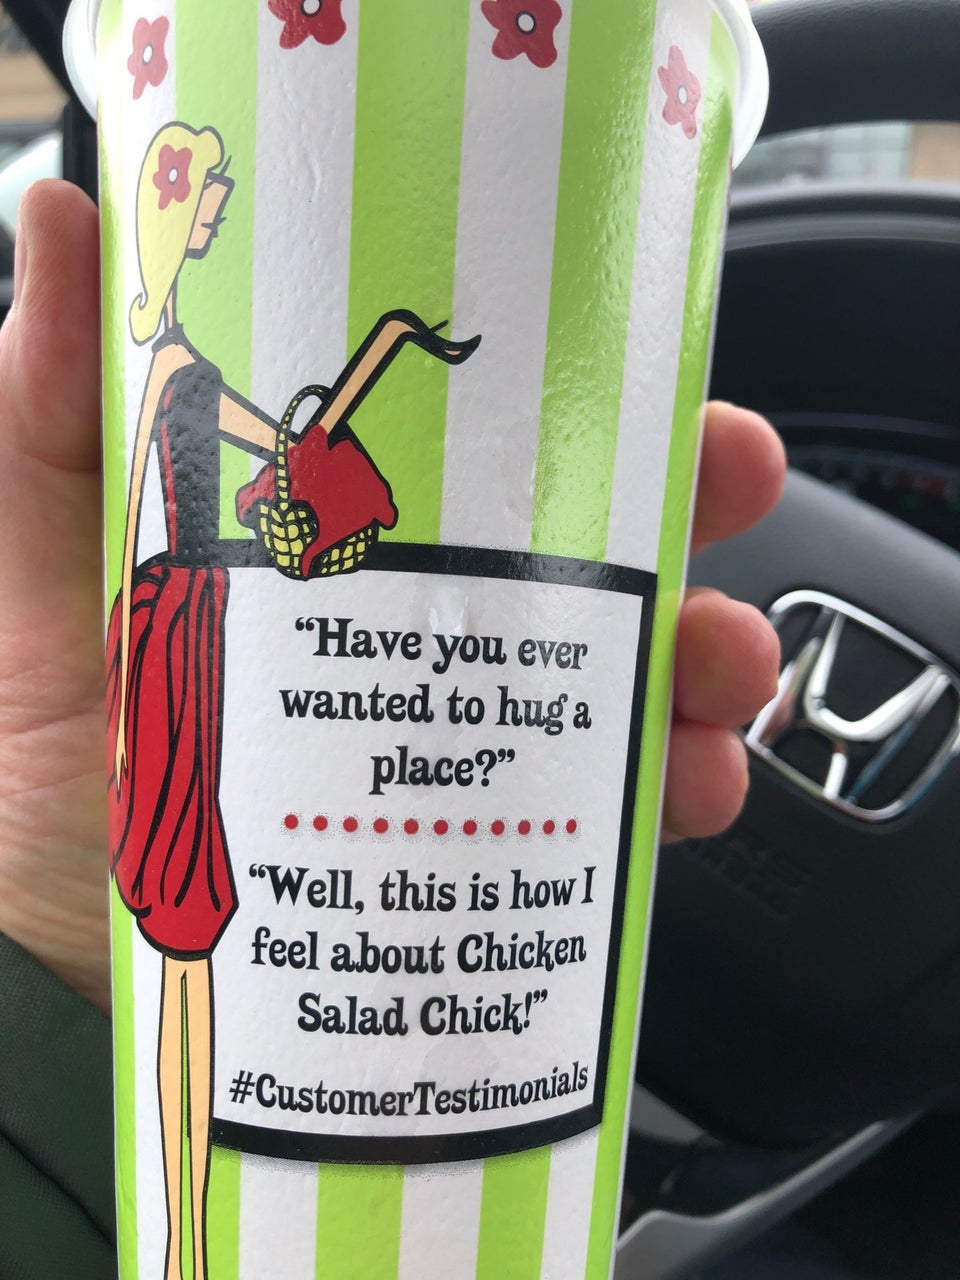 “Have you ever
wanted to hug a
place?”
“Well, this is how I
feel about Chicken
Salad Chick!”
#CustomerTestimonials